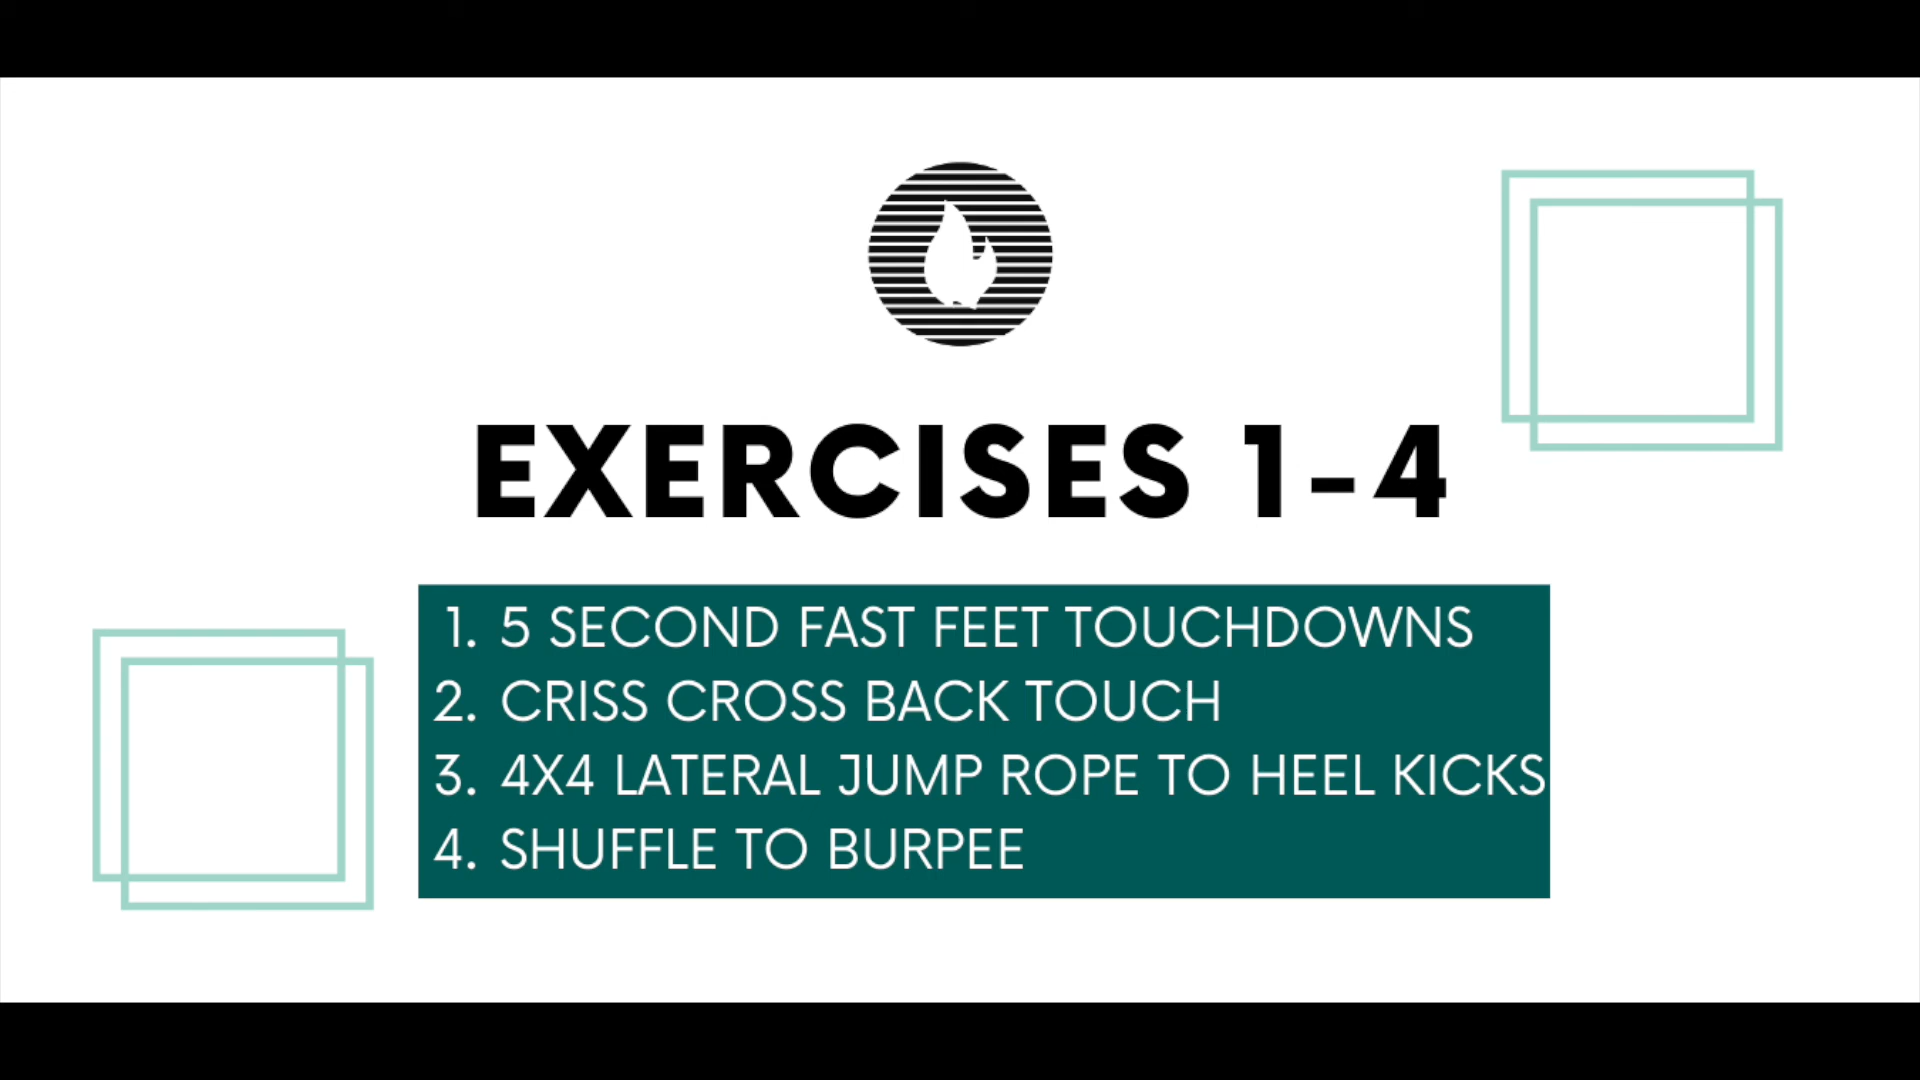 EXERCISES 1-4
1. 5 SECOND FAST FEET TOUCHDOWNS
2. CRISS CROSS BACK TOUCH
3. 4X4 LATERAL JUMP ROPE TO HEEL KICKS
4. SHUFFLE TO BURPEE